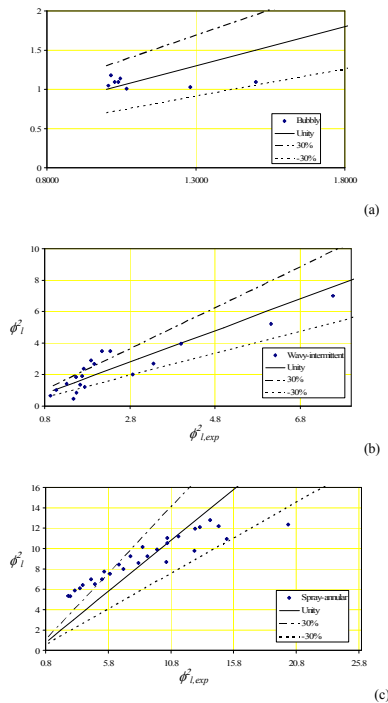 2
1.5
1
0.5
0
Bubbly
Unity
30%
-30%
0.8000 1.3000 1.8000
(a)
10
8
6
4
2
0
ϕ²l
Wavy-intermittent
Unity
30%
-30%
0.8 2.8 4.8 6.8
ϕ²l,exp
(b)
16
14
12
10
8
6
4
2
0
ϕ²l
Spray-annular
Unity
30%
-30%
0.8 5.8 10.8 15.8 20.8 25.8
ϕ²l,exp
(c)